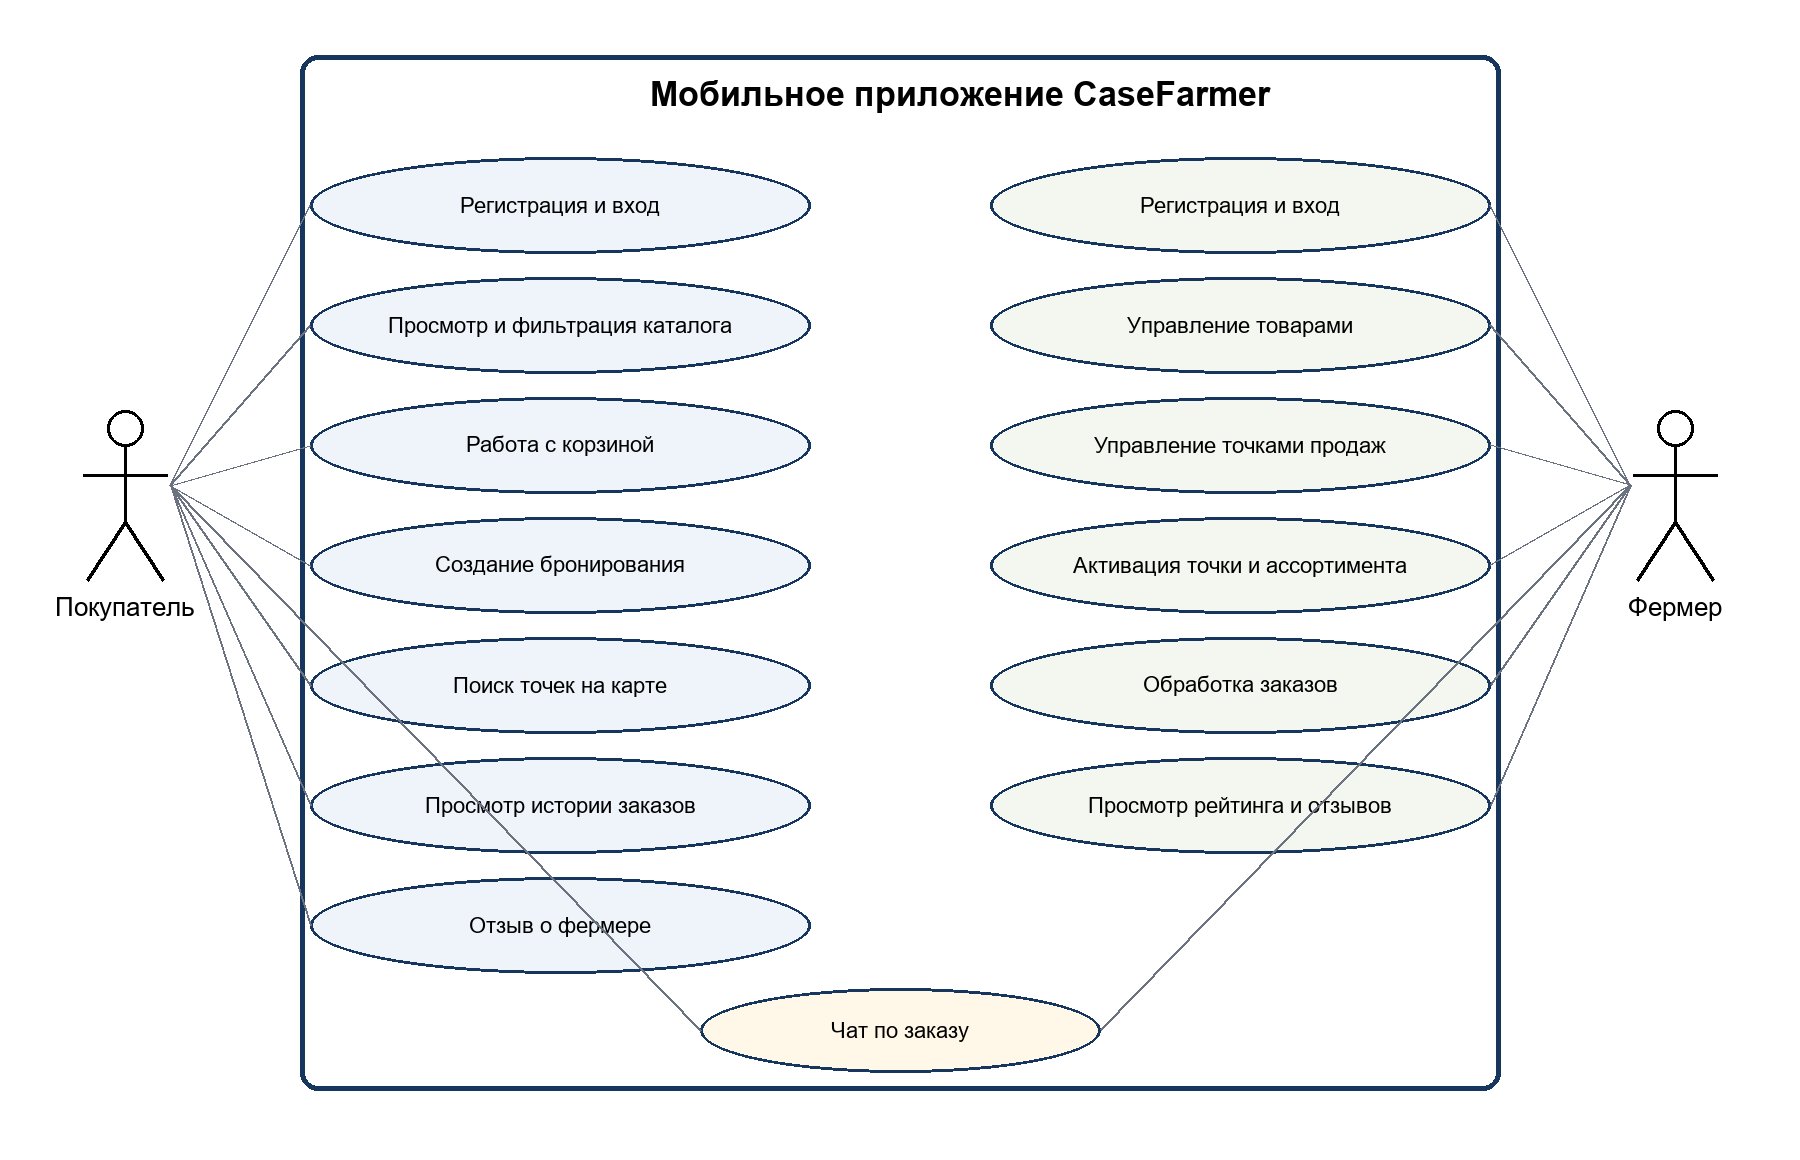 Мобильное приложение CaseFarmer
Регистрация и вход
Просмотр и фильтрация каталога
Работа с корзиной
Создание бронирования
Поиск точек на карте
Просмотр истории заказов
Отзыв о фермере
Регистрация и вход
Управление товарами
Управление точками продаж
Активация точки и ассортимента
Обработка заказов
Просмотр рейтинга и отзывов
Чат по заказу
Покупатель
Фермер